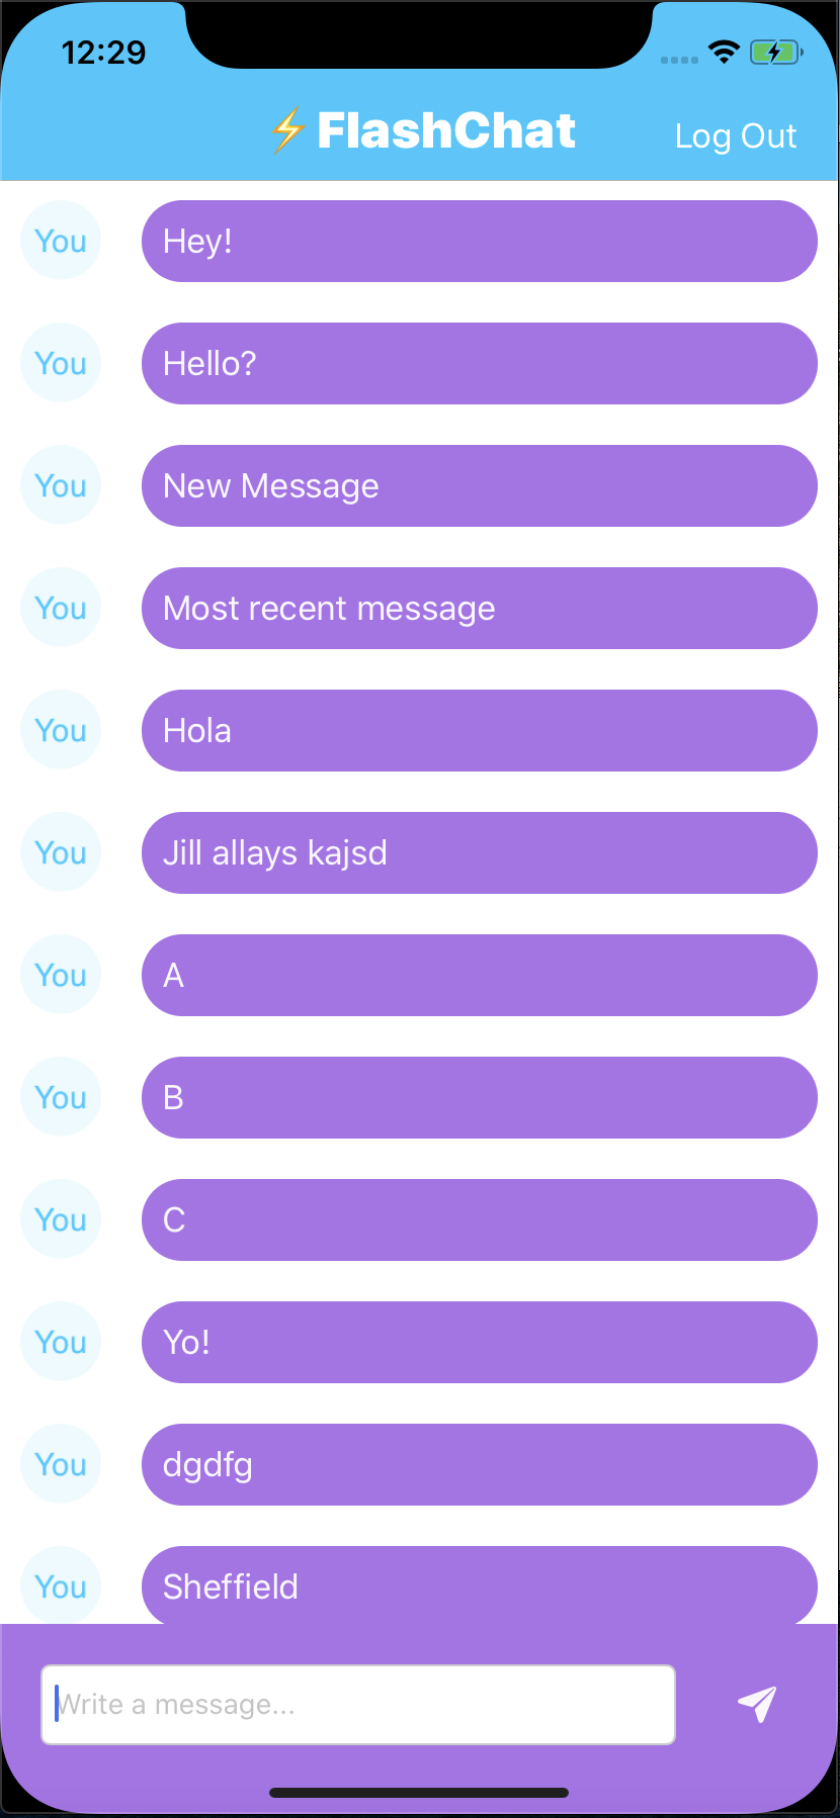 12:29
⚡FlashChat
Log Out
You Hey!
You Hello?
You New Message
You Most recent message
You Hola
You Jill allays kajsd
You A
You B
You C
You Yo!
You dgdfg
You Sheffield
Write a message...